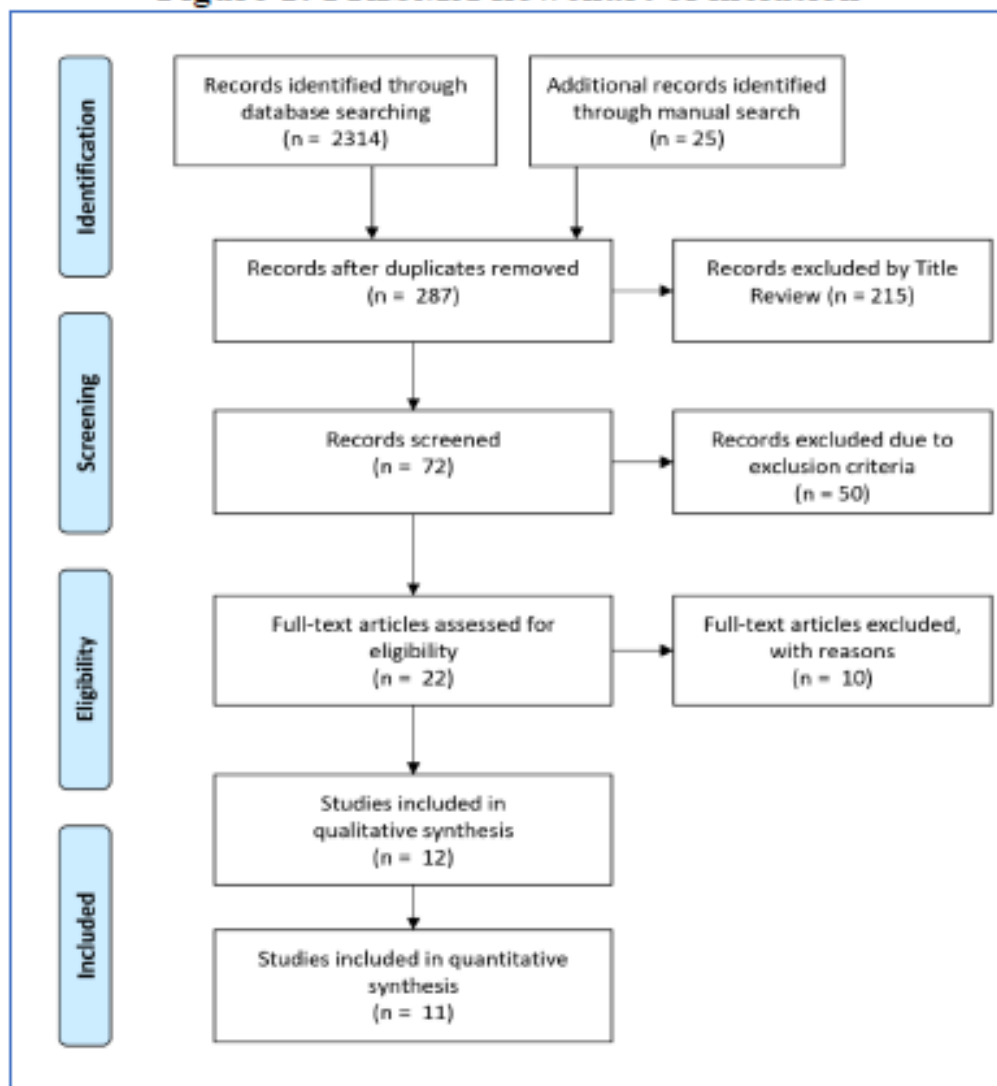 Identification
Records identified through
database searching
(n = 2314)
Additional records identified
through manual search
(n = 25)
Records after duplicates removed
(n = 287)
Records excluded by Title
Review (n = 215)
Screening
Records screened
(n = 72)
Records excluded due to
exclusion criteria
(n = 50)
Eligibility
Full-text articles assessed for
eligibility
(n = 22)
Full-text articles excluded,
with reasons
(n = 10)
Included
Studies included in
qualitative synthesis
(n = 12)
Studies included in quantitative
synthesis
(n = 11)